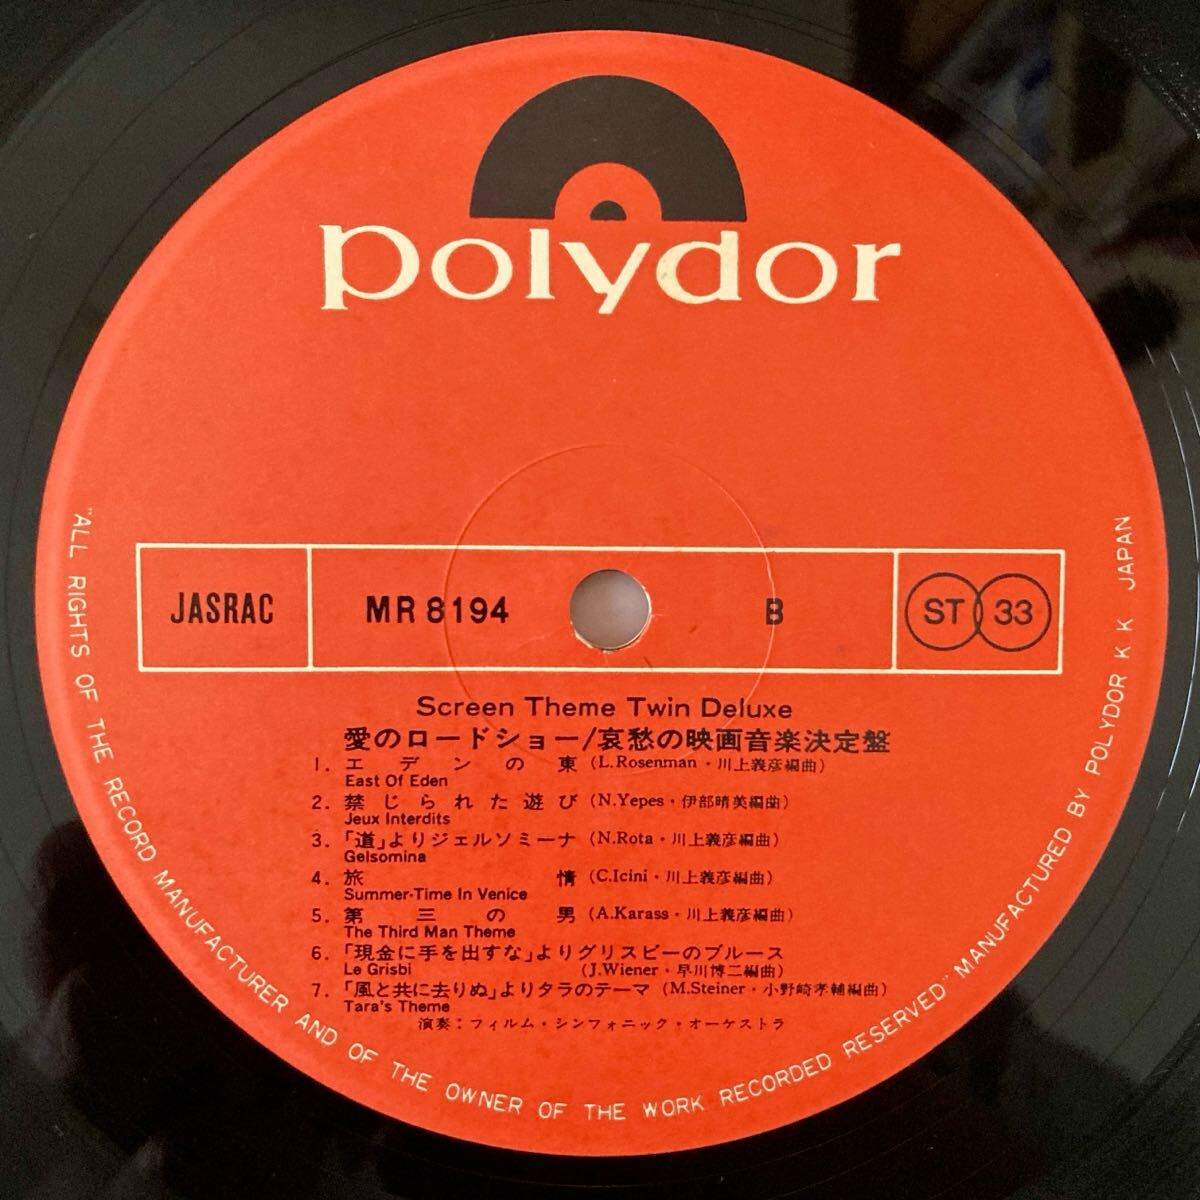 polydor
JASRAC
MR 8194
B
ST 33
Screen Theme Twin Deluxe
愛のロードショー/哀愁の映画音楽決定盤
1. エデンの東 (L.Rosenman・川上義彦編曲)
East Of Eden
2. 禁じられた遊び (N.Yepes・伊部晴美編曲)
Jeux Interdits
3. 「道」よりジェルソミーナ (N.Rota・川上義彦編曲)
Gelsomina
4. 旅情 (C.Icini・川上義彦編曲)
Summer-Time In Venice
5. 第三の男 (A.Karass・川上義彦編曲)
The Third Man Theme
6. 「現金に手を出すな」よりグリスビーのブルース
Le Grisbi (J.Wiener・早川博二編曲)
7. 「風と共に去りぬ」よりタラのテーマ (M.Steiner・小野崎孝輔編曲)
Tara's Theme
演奏：フィルム・シンフォニック・オーケストラ
"ALL RIGHTS OF THE RECORD MANUFACTURER AND OF THE OWNER OF THE WORK RECORDED RESERVED" MANUFACTURED BY POLYDOR K K JAPAN